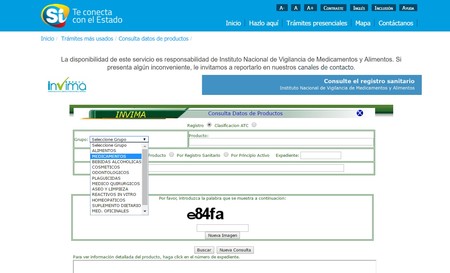 Si Te conecta
con el Estado
A- A A+ Contraste Inglés Inicio
Inicio Hazlo aquí Trámites presenciales Mapa Contáctanos
Inicio Trámites más usados Consulta datos de productos
La disponibilidad de este servicio es responsabilidad de Instituto Nacional de Vigilancia de Medicamentos y Alimentos. Si
presenta algún inconveniente, le invitamos a reportarlo en nuestros canales de contacto.
invima
Consulte el registro sanitario
Instituto Nacional de Vigilancia de Medicamentos y Alimentos
INVIMA Consulta Datos de Productos
Registro Clasificacion ATC
Grupo: Seleccione Grupo Producto:
Seleccione Grupo
ALIMENTOS
MEDICAMENTOS
BEBIDAS ALCOHOLICAS
COSMETICOS
ODONTOLOGICOS
PLAGUICIDAS
MEDICO QUIRURGICOS
ASEO Y LIMPIEZA
REACTIVOS IN VITRO
HOMEOPATICOS
SUPLEMENTO DIETARIO
MED. OFICINALES
Producto Por Registro Sanitario Por Principio Activo Expediente:
Por favor, introduzca la palabra que se muestra a continuacion:
e84fa
Nueva Imagen
Buscar Nueva Consulta
Para ver información detallada del producto, haga click en el número de expediente.